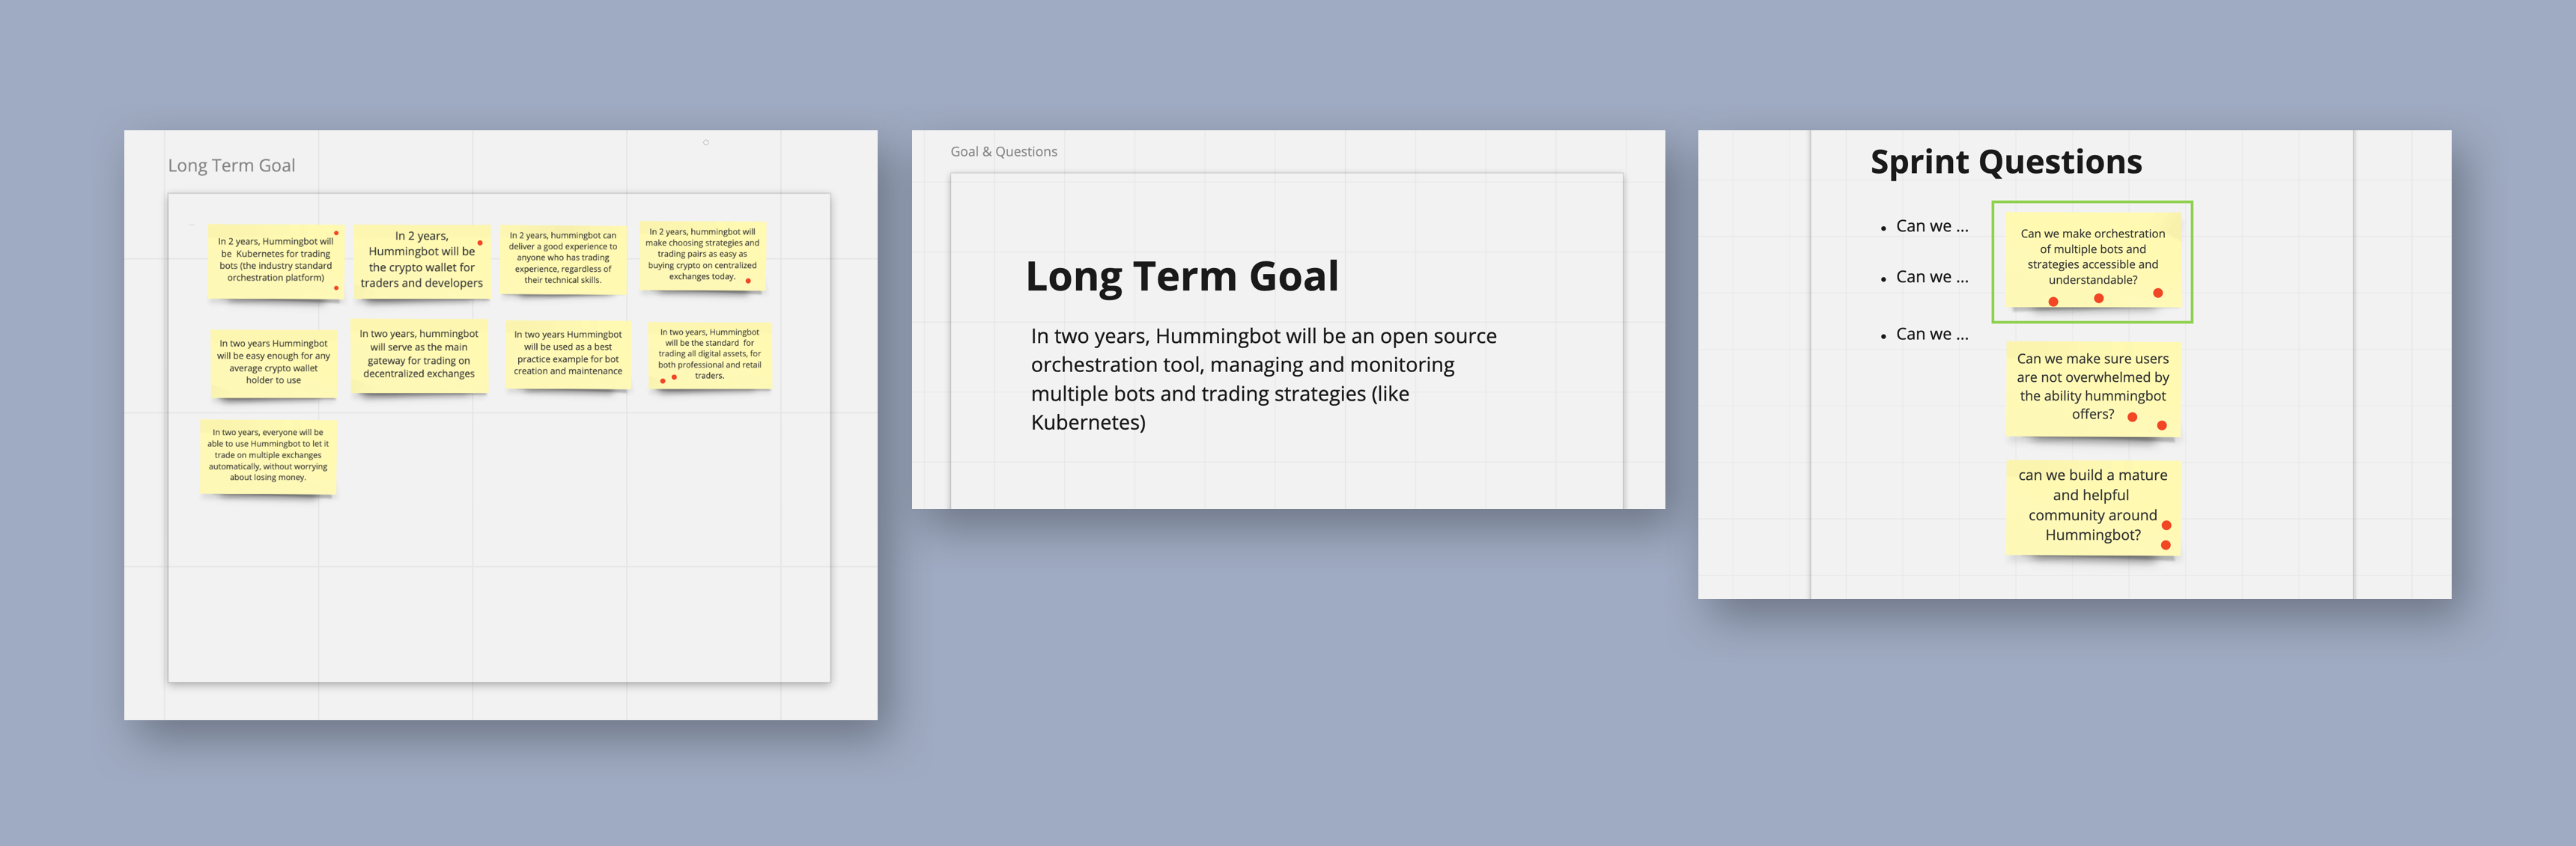 Long Term Goal
In 2 years, Hummingbot will
be Kubernetes for trading
bots (the industry standard
orchestration platform)
In 2 years,
Hummingbot will be
the crypto wallet for
traders and developers
In 2 years, hummingbot can
deliver a good experience to
anyone who has trading
experience, regardless of
their technical skills.
In 2 years, hummingbot will
make choosing strategies and
trading pairs as easy as
buying crypto on centralized
exchanges today.
In two years Hummingbot
will be easy enough for any
average crypto wallet
holder to use
In two years, hummingbot
will serve as the main
gateway for trading on
decentralized exchanges
In two years Hummingbot
will be used as a best
practice example for bot
creation and maintenance
In two years, Hummingbot
will be the standard for
trading all digital assets, for
both professional and retail
traders.
In two years, everyone will be
able to use Hummingbot to let it
trade on multiple exchanges
automatically, without worrying
about losing money.
Goal & Questions
Long Term Goal
In two years, Hummingbot will be an open source
orchestration tool, managing and monitoring
multiple bots and trading strategies (like
Kubernetes)
Sprint Questions
• Can we ...
• Can we ...
• Can we ...
Can we make orchestration
of multiple bots and
strategies accessible and
understandable?
Can we make sure users
are not overwhelmed by
the ability hummingbot
offers?
can we build a mature
and helpful
community around
Hummingbot?